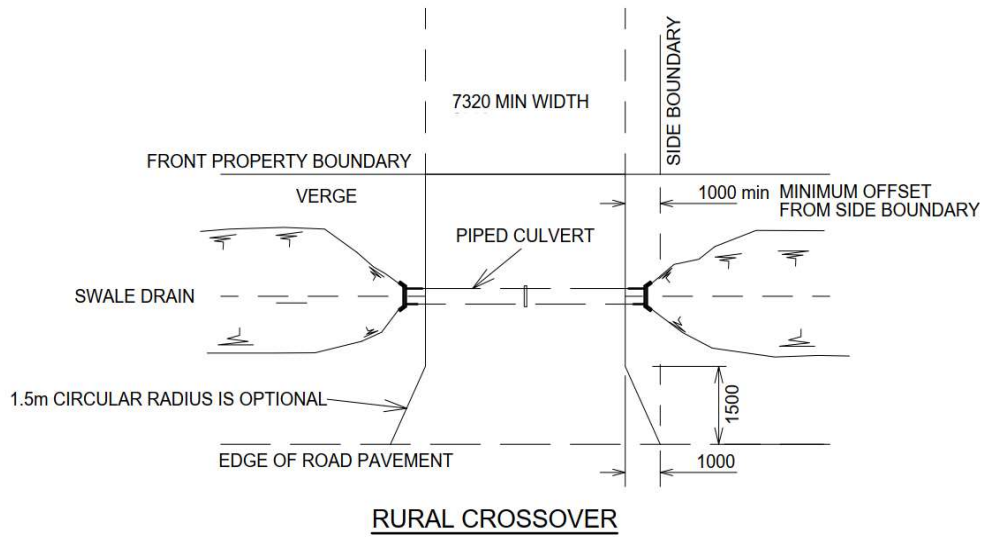 7320 MIN WIDTH
SIDE BOUNDARY
FRONT PROPERTY BOUNDARY
VERGE
1000 min
MINIMUM OFFSET
FROM SIDE BOUNDARY
PIPED CULVERT
SWALE DRAIN
1.5m CIRCULAR RADIUS IS OPTIONAL
1500
EDGE OF ROAD PAVEMENT
1000
RURAL CROSSOVER